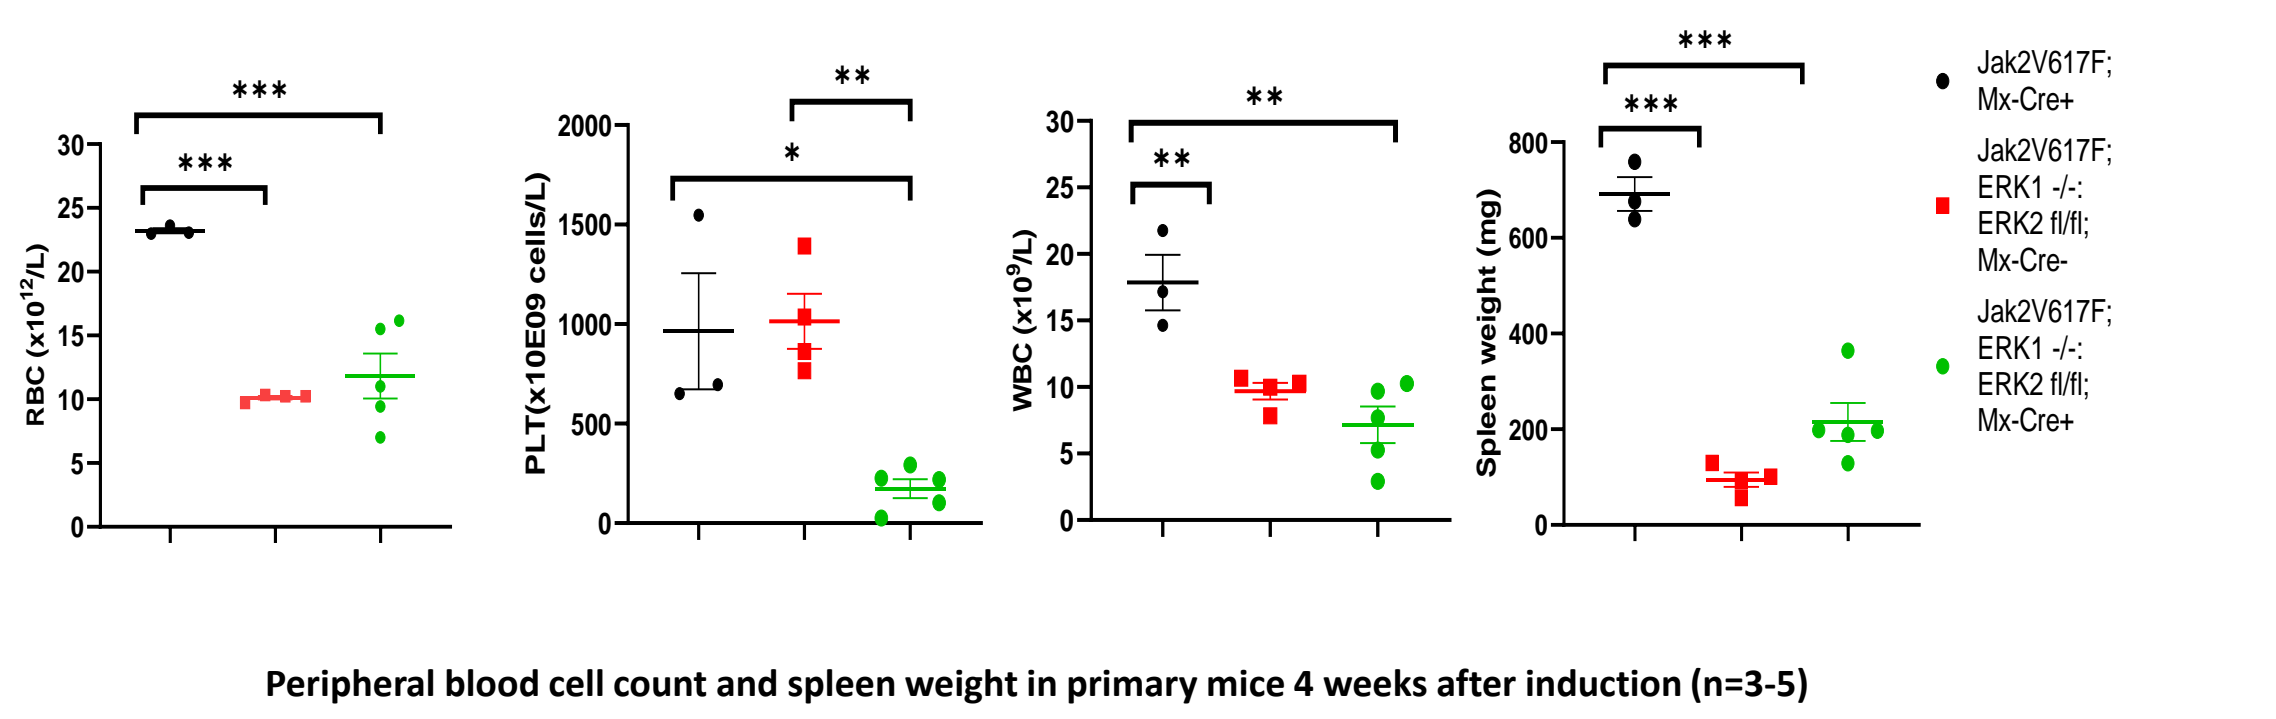 ***
***
30
25
20
15
10
5
0
RBC (x10¹²/L)
**
*
2000
1500
1000
500
0
PLT(x10E09 cells/L)
**
**
30
25
20
15
10
5
0
WBC (x10⁹/L)
***
***
800
600
400
200
0
Spleen weight (mg)
Jak2V617F;
Mx-Cre+
Jak2V617F;
ERK1 -/-:
ERK2 fl/fl;
Mx-Cre-
Jak2V617F;
ERK1 -/-:
ERK2 fl/fl;
Mx-Cre+
Peripheral blood cell count and spleen weight in primary mice 4 weeks after induction (n=3-5)